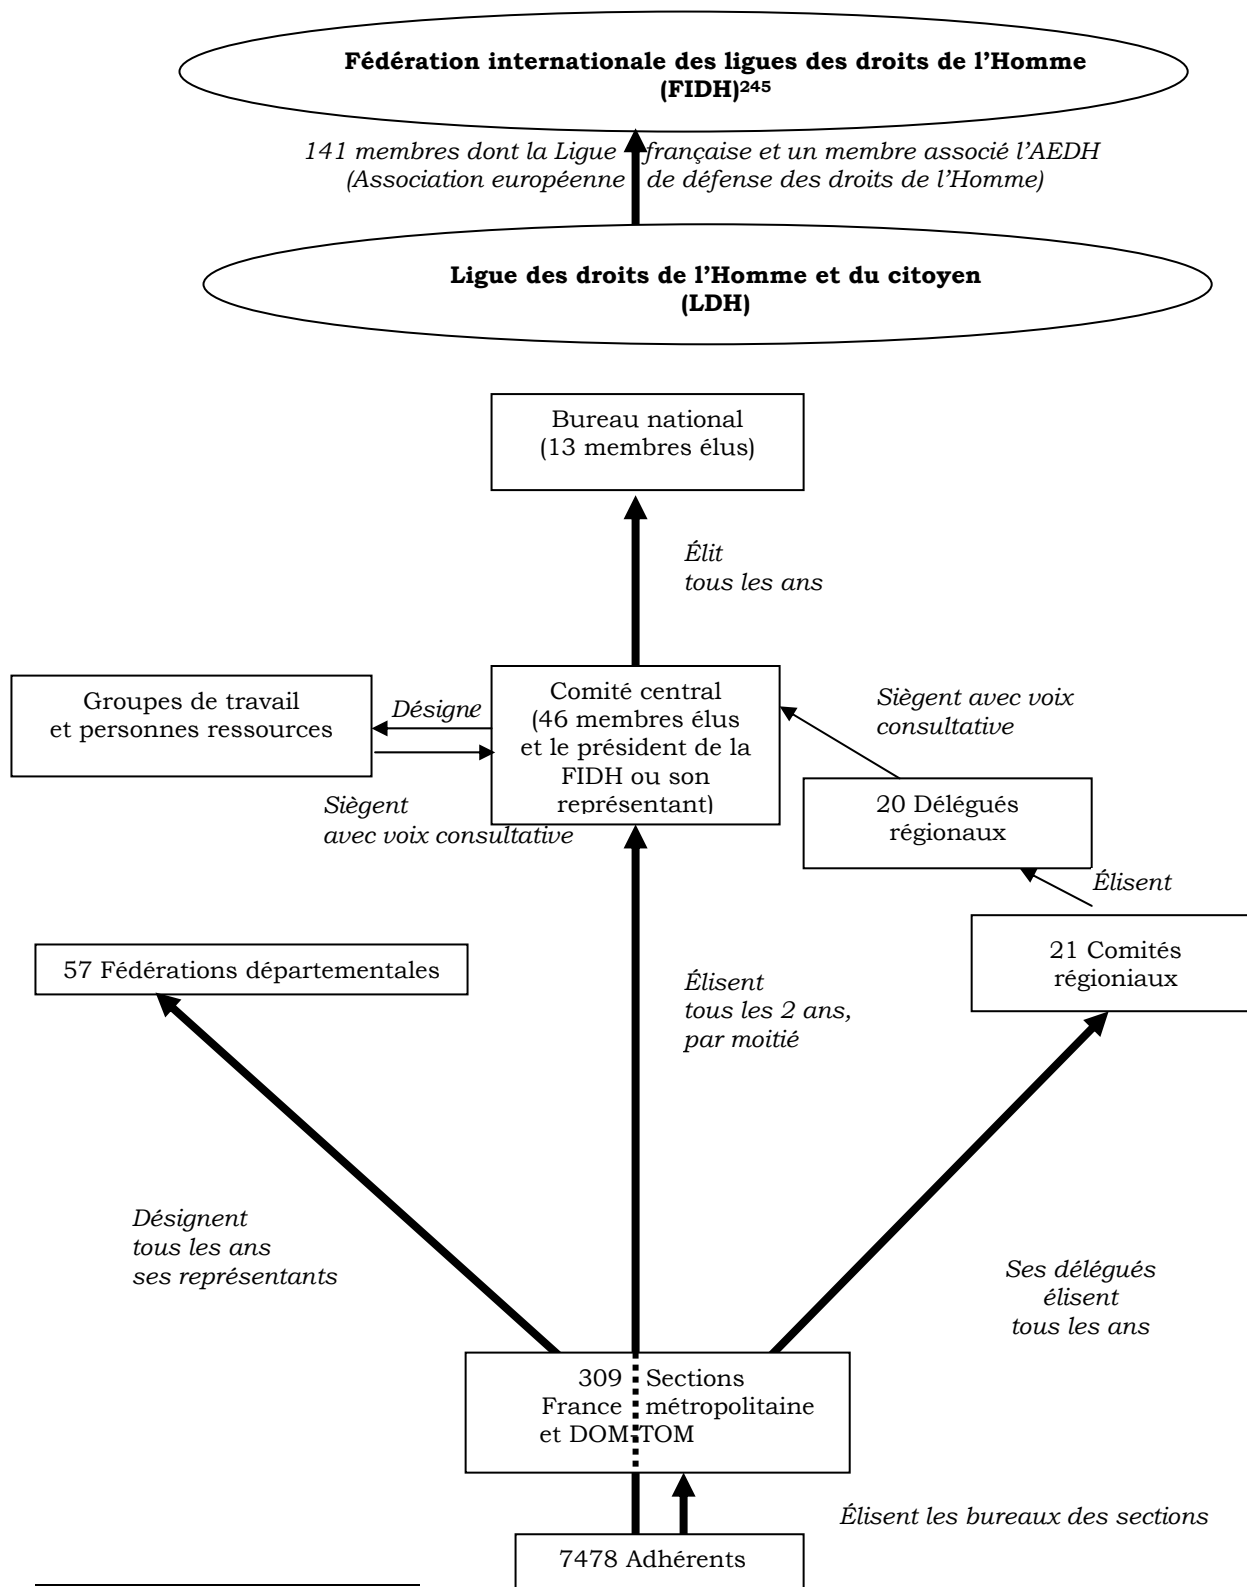 Fédération internationale des ligues des droits de l’Homme
(FIDH)²⁴⁵
141 membres dont la Ligue française et un membre associé l’AEDH
(Association européenne de défense des droits de l’Homme)
Ligue des droits de l’Homme et du citoyen
(LDH)
Bureau national
(13 membres élus)
Élit
tous les ans
Groupes de travail
et personnes ressources
Désigne
Siègent
avec voix consultative
Comité central
(46 membres élus
et le président de la
FIDH ou son
représentant)
Siègent avec voix
consultative
20 Délégués
régionaux
Élisent
21 Comités
régioniaux
57 Fédérations départementales
Élisent
tous les 2 ans,
par moitié
Désignent
tous les ans
ses représentants
Ses délégués
élisent
tous les ans
309 Sections
France métropolitaine
et DOM-TOM
Élisent les bureaux des sections
7478 Adhérents